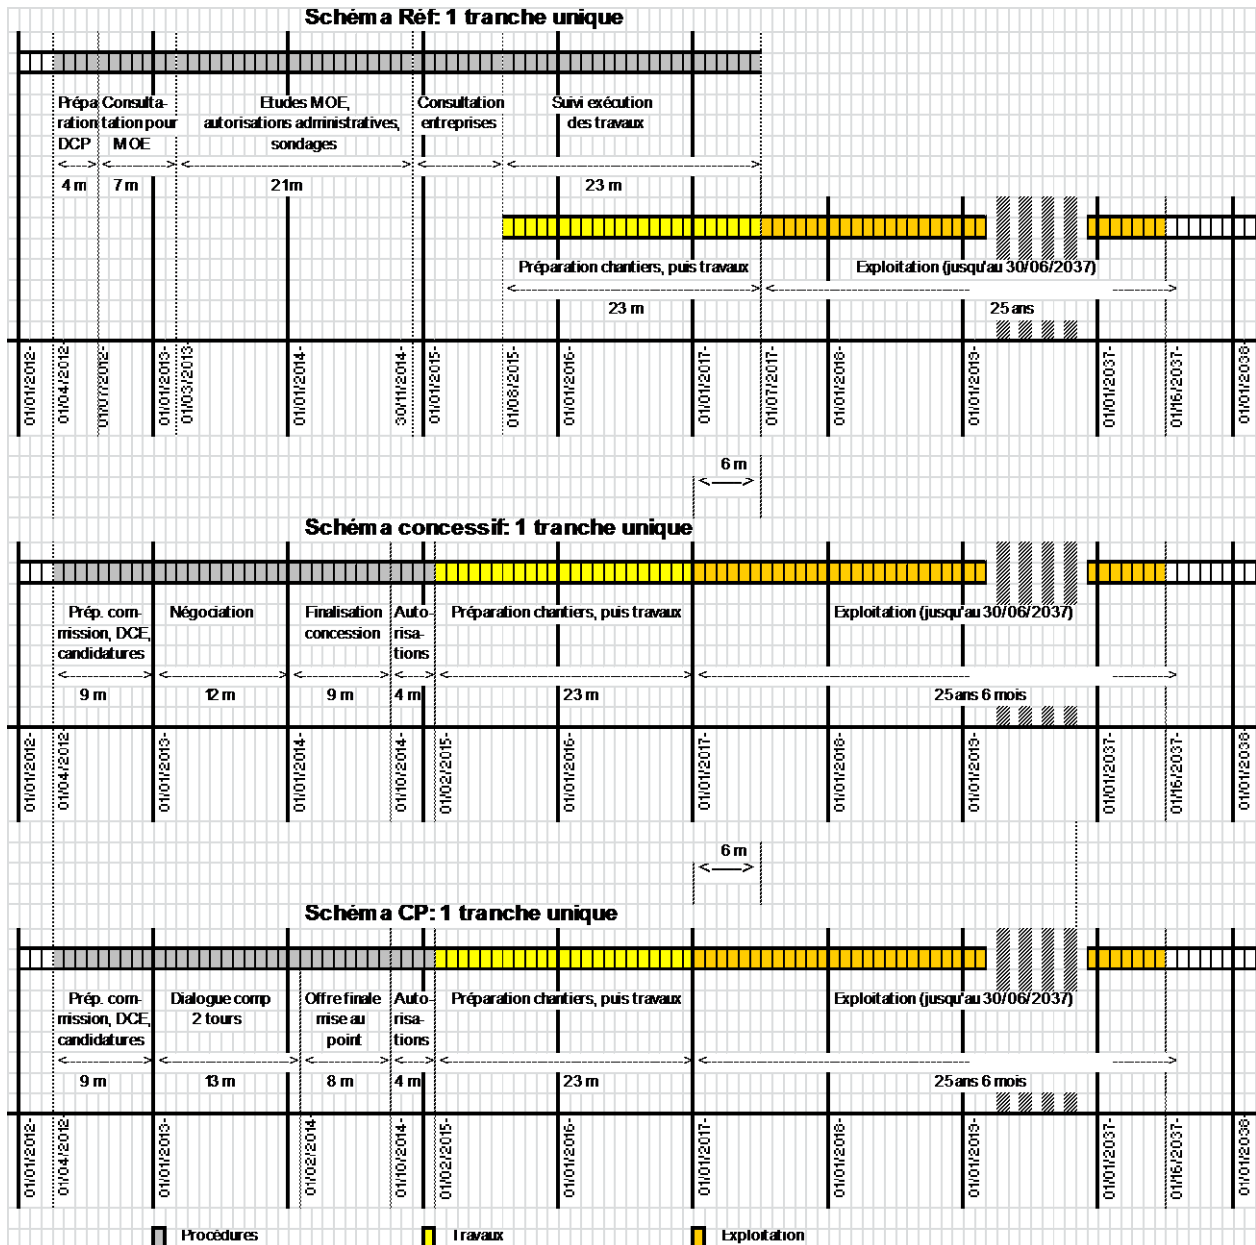 Schéma Réf: 1 tranche unique
Prépa
ration
DCP
Consulta-
tation pour
MOE
Etudes MOE,
autorisations administratives,
sondages
Consultation
entreprises
Suivi exécution
des travaux
4 m
7 m
21m
23 m
Préparation chantiers, puis travaux
Exploitation (jusqu'au 30/06/2037)
23 m
25 ans
01/01/2012-
01/04/2012-
01/07/2012-
01/01/2013-
01/03/2013-
01/01/2014-
30/11/2014-
01/01/2015-
01/08/2015-
01/01/2016-
01/01/2017-
01/07/2017-
01/01/2018-
01/01/2019-
01/01/2037-
01/16/2037-
01/01/2038-
6 m
Schéma concessif: 1 tranche unique
Prép. com-
mission, DCE,
candidatures
Négociation
Finalisation
concession
Auto-
risa-
tions
Préparation chantiers, puis travaux
Exploitation (jusqu'au 30/06/2037)
9 m
12 m
9 m
4 m
23 m
25 ans 6 mois
01/01/2012-
01/04/2012-
01/01/2013-
01/01/2014-
01/10/2014-
01/02/2015-
01/01/2016-
01/01/2017-
01/01/2018-
01/01/2019-
01/01/2037-
01/16/2037-
01/01/2038-
6 m
Schéma CP: 1 tranche unique
Prép. com-
mission, DCE,
candidatures
Dialogue comp
2 tours
Offre finale
mise au
point
Auto-
risa-
tions
Préparation chantiers, puis travaux
Exploitation (jusqu'au 30/06/2037)
9 m
13 m
8 m
4 m
23 m
25 ans 6 mois
01/01/2012-
01/04/2012-
01/01/2013-
01/02/2014-
01/10/2014-
01/02/2015-
01/01/2016-
01/01/2017-
01/01/2018-
01/01/2019-
01/01/2037-
01/16/2037-
01/01/2038-
Procédures
Travaux
Exploitation